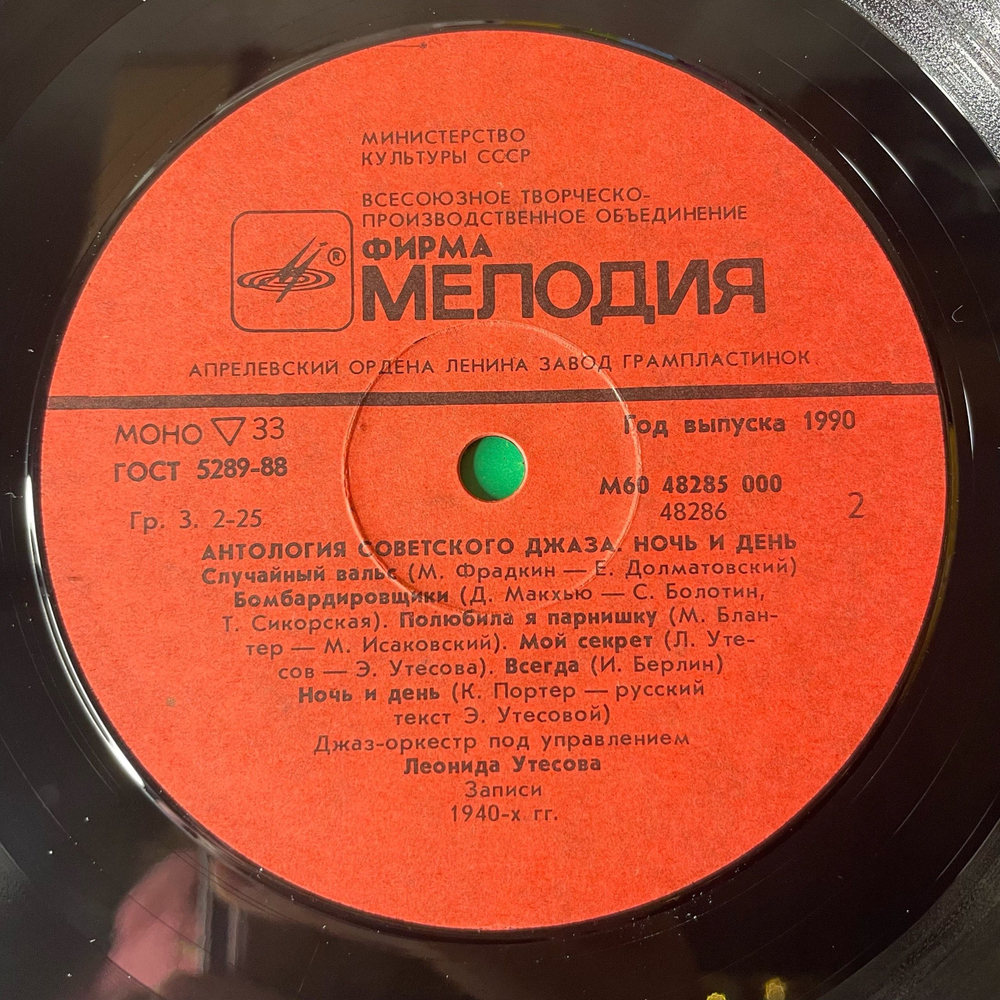 МИНИСТЕРСТВО
КУЛЬТУРЫ СССР
ВСЕСОЮЗНОЕ ТВОРЧЕСКО-
ПРОИЗВОДСТВЕННОЕ ОБЪЕДИНЕНИЕ
®
ФИРМА
МЕЛОДИЯ
АПРЕЛЕВСКИЙ ОРДЕНА ЛЕНИНА ЗАВОД ГРАМПЛАСТИНОК
МОНО ▽ 33
Год выпуска 1990
ГОСТ 5289-88
М60 48285 000
Гр. 3. 2-25
48286
2
АНТОЛОГИЯ СОВЕТСКОГО ДЖАЗА. НОЧЬ И ДЕНЬ
Случайный вальс (М. Фрадкин — Е. Долматовский)
Бомбардировщики (Д. Макхью — С. Болотин,
Т. Сикорская). Полюбила я парнишку (М. Блан-
тер — М. Исаковский). Мой секрет (Л. Уте-
сов — Э. Утесова). Всегда (И. Берлин)
Ночь и день (К. Портер — русский
текст Э. Утесовой)
Джаз-оркестр под управлением
Леонида Утесова
Записи
1940-х гг.